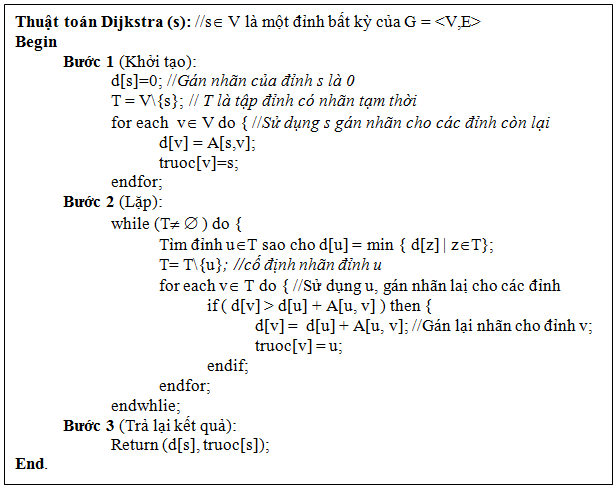 Thuật toán Dijkstra (s): //s∈ V là một đỉnh bất kỳ của G = <V,E>
Begin
Bước 1 (Khởi tạo):
d[s]=0; //Gán nhãn của đỉnh s là 0
T = V\{s}; // T là tập đỉnh có nhãn tạm thời
for each v∈ V do { //Sử dụng s gán nhãn cho các đỉnh còn lại
d[v] = A[s,v];
truoc[v]=s;
endfor;
Bước 2 (Lặp):
while (T≠ ∅ ) do {
Tìm đỉnh u∈T sao cho d[u] = min { d[z] | z∈T};
T= T\{u}; //cố định nhãn đỉnh u
for each v∈ T do { //Sử dụng u, gán nhãn laị cho các đỉnh
if ( d[v] > d[u] + A[u, v] ) then {
d[v] = d[u] + A[u, v]; //Gán lại nhãn cho đỉnh v;
truoc[v] = u;
endif;
endfor;
endwhlie;
Bước 3 (Trả lại kết quả):
Return (d[s], truoc[s]);
End.